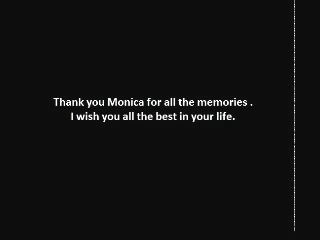 Thank you Monica for all the memories .
I wish you all the best in your life.